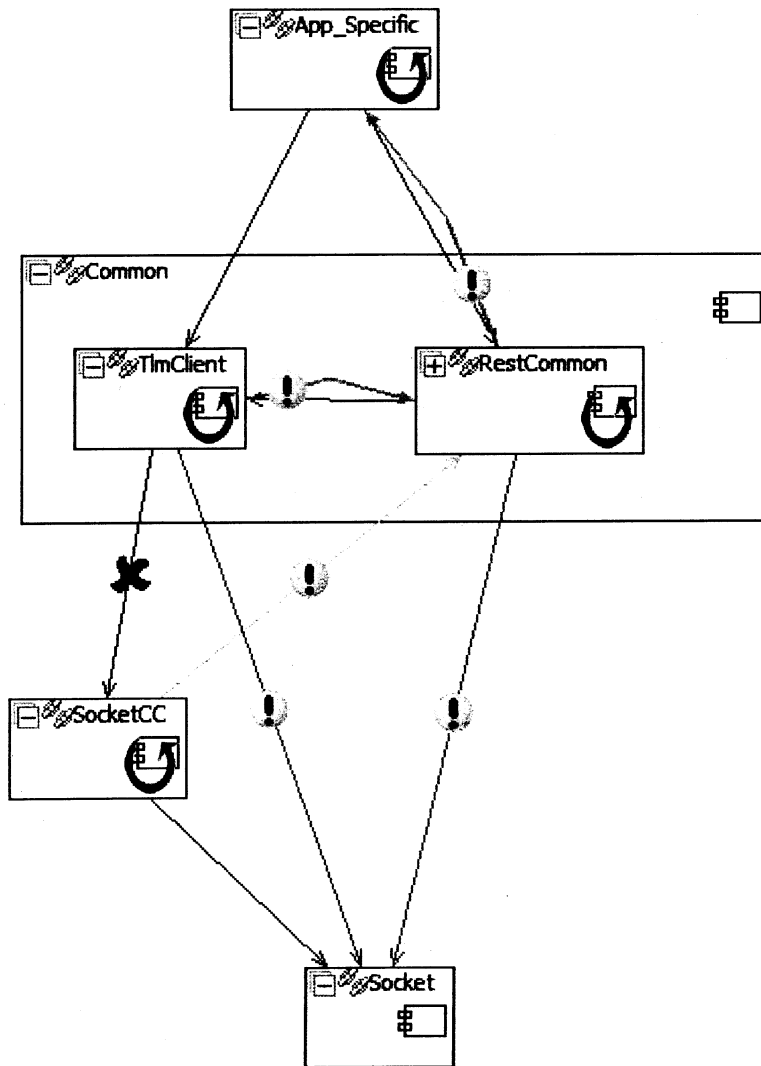 App_Specific
Common
!
TlmClient
!
RestCommon
!
SocketCC
!
!
Socket